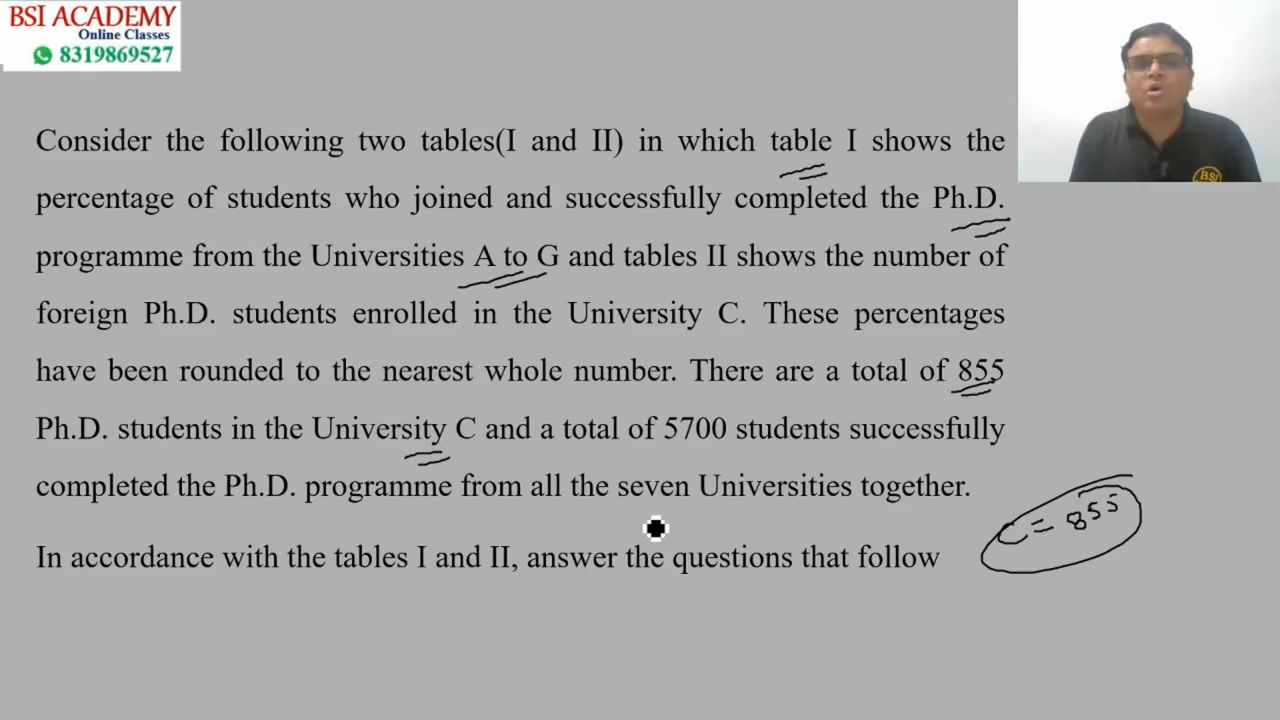 BSI ACADEMY
Online Classes
8319869527
Consider the following two tables(I and II) in which table I shows the
percentage of students who joined and successfully completed the Ph.D.
programme from the Universities A to G and tables II shows the number of
foreign Ph.D. students enrolled in the University C. These percentages
have been rounded to the nearest whole number. There are a total of 855
Ph.D. students in the University C and a total of 5700 students successfully
completed the Ph.D. programme from all the seven Universities together.
C = 855
In accordance with the tables I and II, answer the questions that follow
BSI